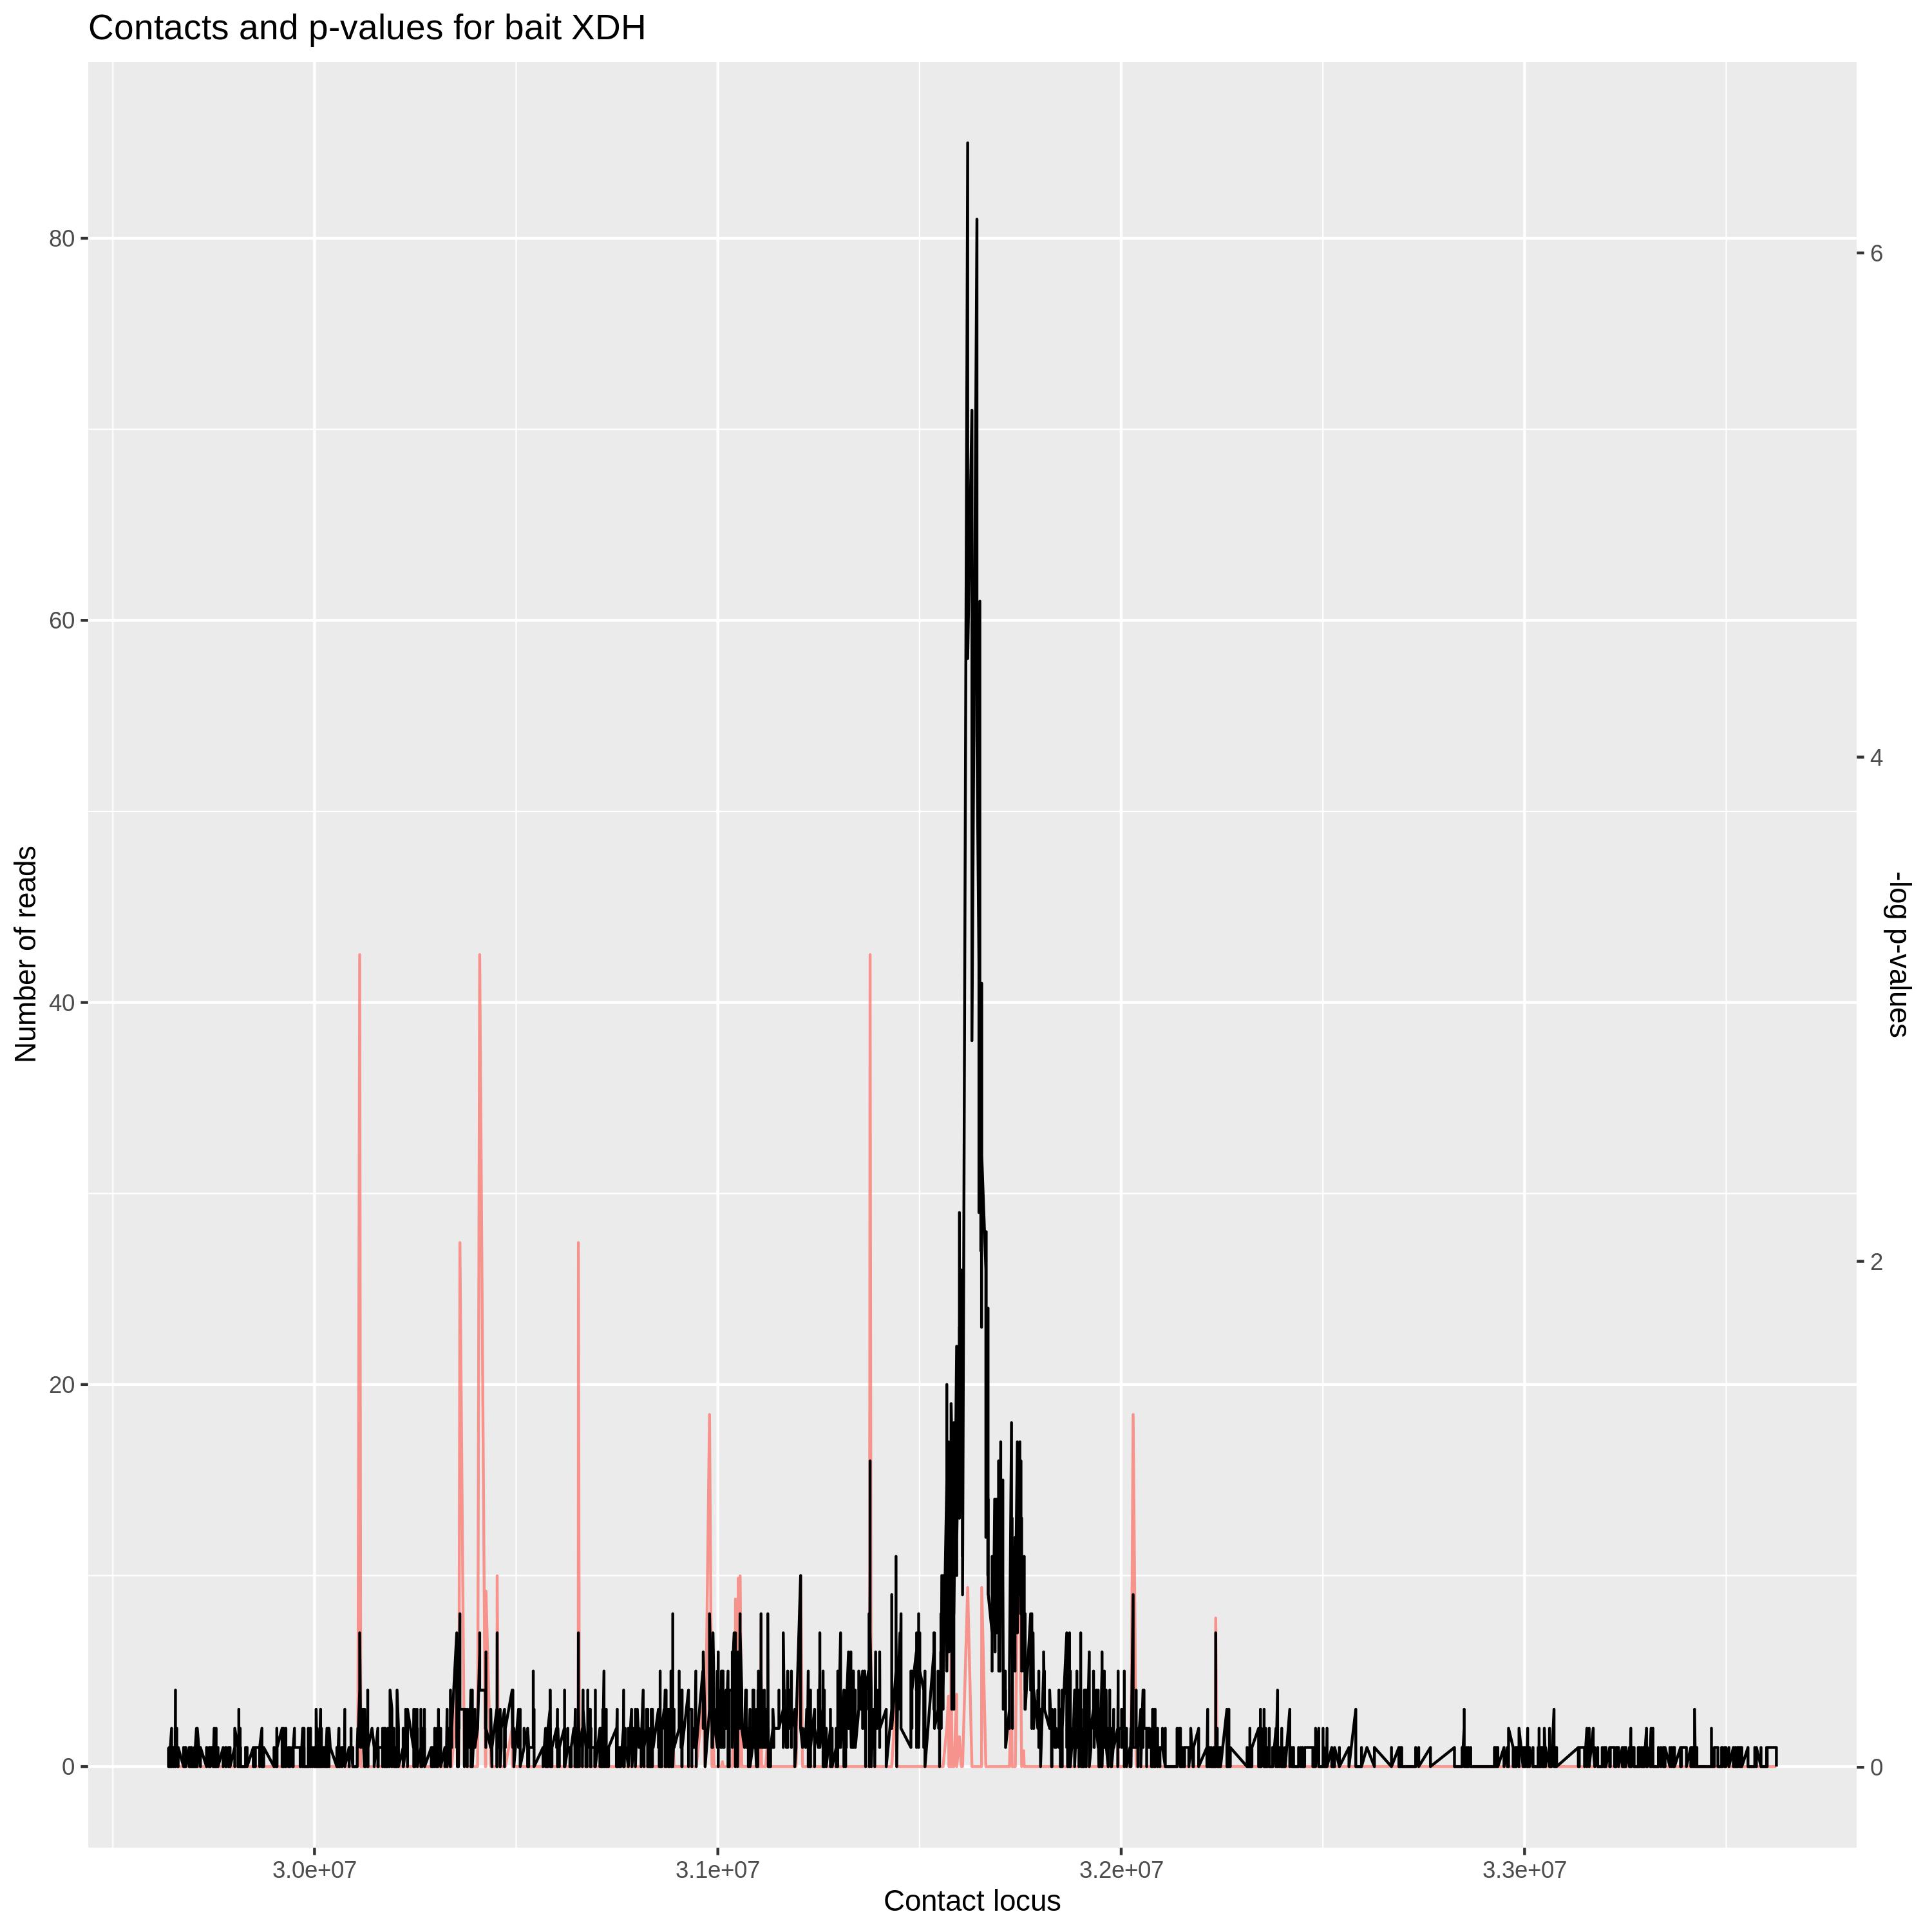 Contacts and p-values for bait XDH
80
60
40
20
0
Number of reads
6
4
2
0
-log p-values
3.0e+07
3.1e+07
3.2e+07
3.3e+07
Contact locus